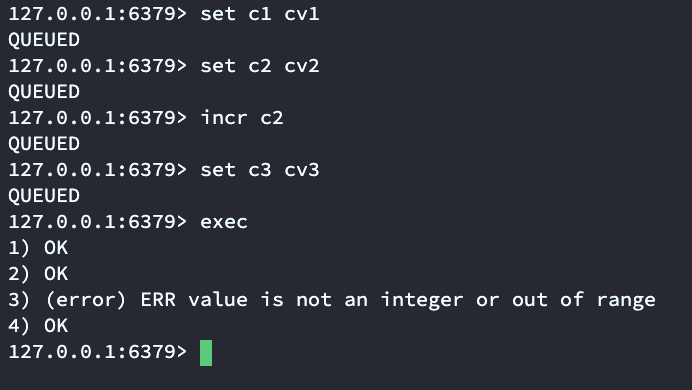 127.0.0.1:6379> set c1 cv1
QUEUED
127.0.0.1:6379> set c2 cv2
QUEUED
127.0.0.1:6379> incr c2
QUEUED
127.0.0.1:6379> set c3 cv3
QUEUED
127.0.0.1:6379> exec
1) OK
2) OK
3) (error) ERR value is not an integer or out of range
4) OK
127.0.0.1:6379>